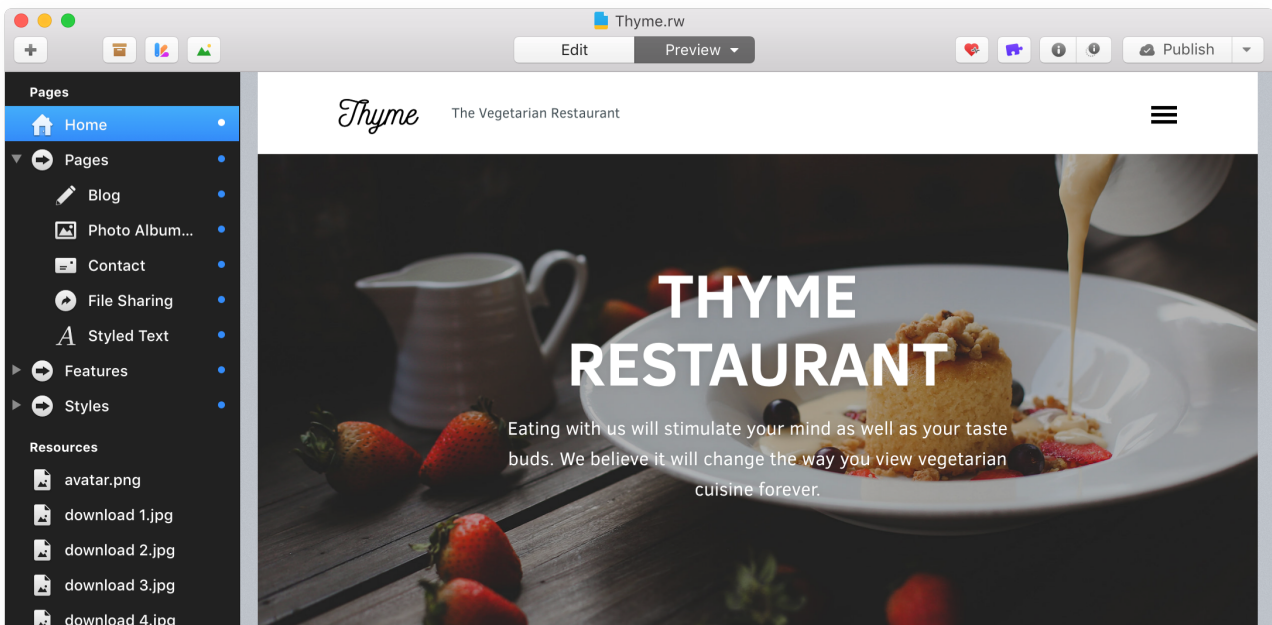 Thyme.rw
Edit
Preview
Publish
Pages
Home
Pages
Blog
Photo Album...
Contact
File Sharing
Styled Text
Features
Styles
Resources
avatar.png
download 1.jpg
download 2.jpg
download 3.jpg
download 4.jpg
Thyme
The Vegetarian Restaurant
THYME
RESTAURANT
Eating with us will stimulate your mind as well as your taste
buds. We believe it will change the way you view vegetarian
cuisine forever.